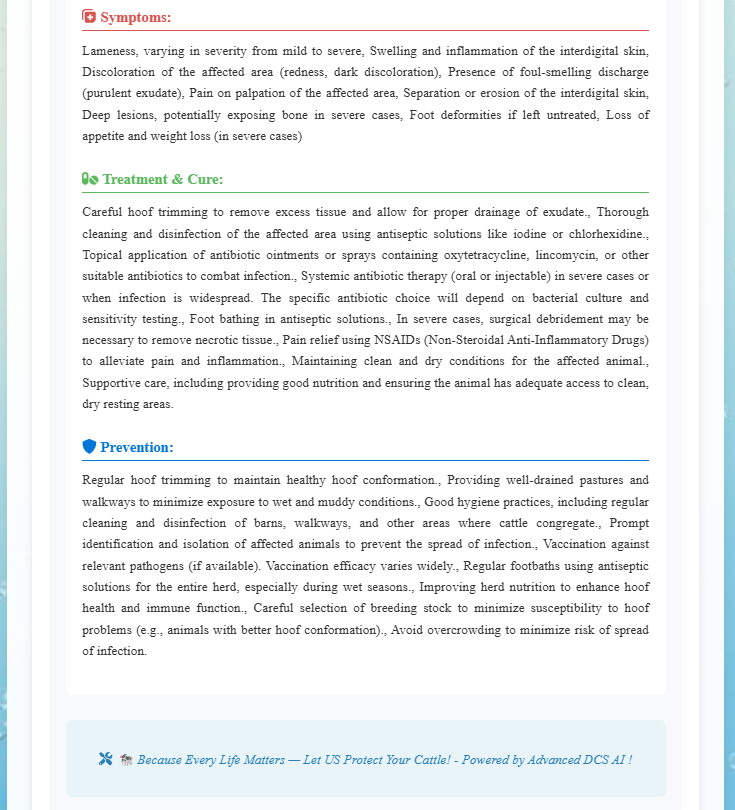 Symptoms:
Lameness, varying in severity from mild to severe, Swelling and inflammation of the interdigital skin,
Discoloration of the affected area (redness, dark discoloration), Presence of foul-smelling discharge
(purulent exudate), Pain on palpation of the affected area, Separation or erosion of the interdigital skin,
Deep lesions, potentially exposing bone in severe cases, Foot deformities if left untreated, Loss of
appetite and weight loss (in severe cases)
Treatment & Cure:
Careful hoof trimming to remove excess tissue and allow for proper drainage of exudate., Thorough
cleaning and disinfection of the affected area using antiseptic solutions like iodine or chlorhexidine.,
Topical application of antibiotic ointments or sprays containing oxytetracycline, lincomycin, or other
suitable antibiotics to combat infection., Systemic antibiotic therapy (oral or injectable) in severe cases or
when infection is widespread. The specific antibiotic choice will depend on bacterial culture and
sensitivity testing., Foot bathing in antiseptic solutions., In severe cases, surgical debridement may be
necessary to remove necrotic tissue., Pain relief using NSAIDs (Non-Steroidal Anti-Inflammatory Drugs)
to alleviate pain and inflammation., Maintaining clean and dry conditions for the affected animal.,
Supportive care, including providing good nutrition and ensuring the animal has adequate access to clean,
dry resting areas.
Prevention:
Regular hoof trimming to maintain healthy hoof conformation., Providing well-drained pastures and
walkways to minimize exposure to wet and muddy conditions., Good hygiene practices, including regular
cleaning and disinfection of barns, walkways, and other areas where cattle congregate., Prompt
identification and isolation of affected animals to prevent the spread of infection., Vaccination against
relevant pathogens (if available). Vaccination efficacy varies widely., Regular footbaths using antiseptic
solutions for the entire herd, especially during wet seasons., Improving herd nutrition to enhance hoof
health and immune function., Careful selection of breeding stock to minimize susceptibility to hoof
problems (e.g., animals with better hoof conformation)., Avoid overcrowding to minimize risk of spread
of infection.
Because Every Life Matters — Let US Protect Your Cattle! - Powered by Advanced DCS AI !